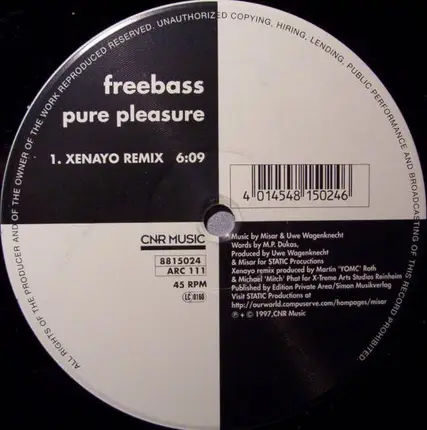 ALL RIGHTS OF THE PRODUCER AND OF THE OWNER OF THE WORK REPRODUCED RESERVED. UNAUTHORIZED COPYING, HIRING, LENDING, PUBLIC PERFORMANCE AND BROADCASTING OF THIS RECORD PROHIBITED.
freebass
pure pleasure
1. XENAYO REMIX 6:09
4 014548 150246
CNR MUSIC
8815024
ARC 111
45 RPM
LC 0160
Music by Misar & Uwe Wagenknecht
Words by M.P. Dukas,
Produced by Uwe Wagenknecht
& Misar for STATIC Procuctions
Xenayo remix produced by Martin 'YOMC' Roth
& Michael 'Mitch' Phat for X-Treme Arts Studios Reinheim
Published by Edition Private Area/Siman Musikverlag
Visit STATIC Productions at
http://ourworld.compuserve.com/hompages/misar
℗ + © 1997, CNR Music